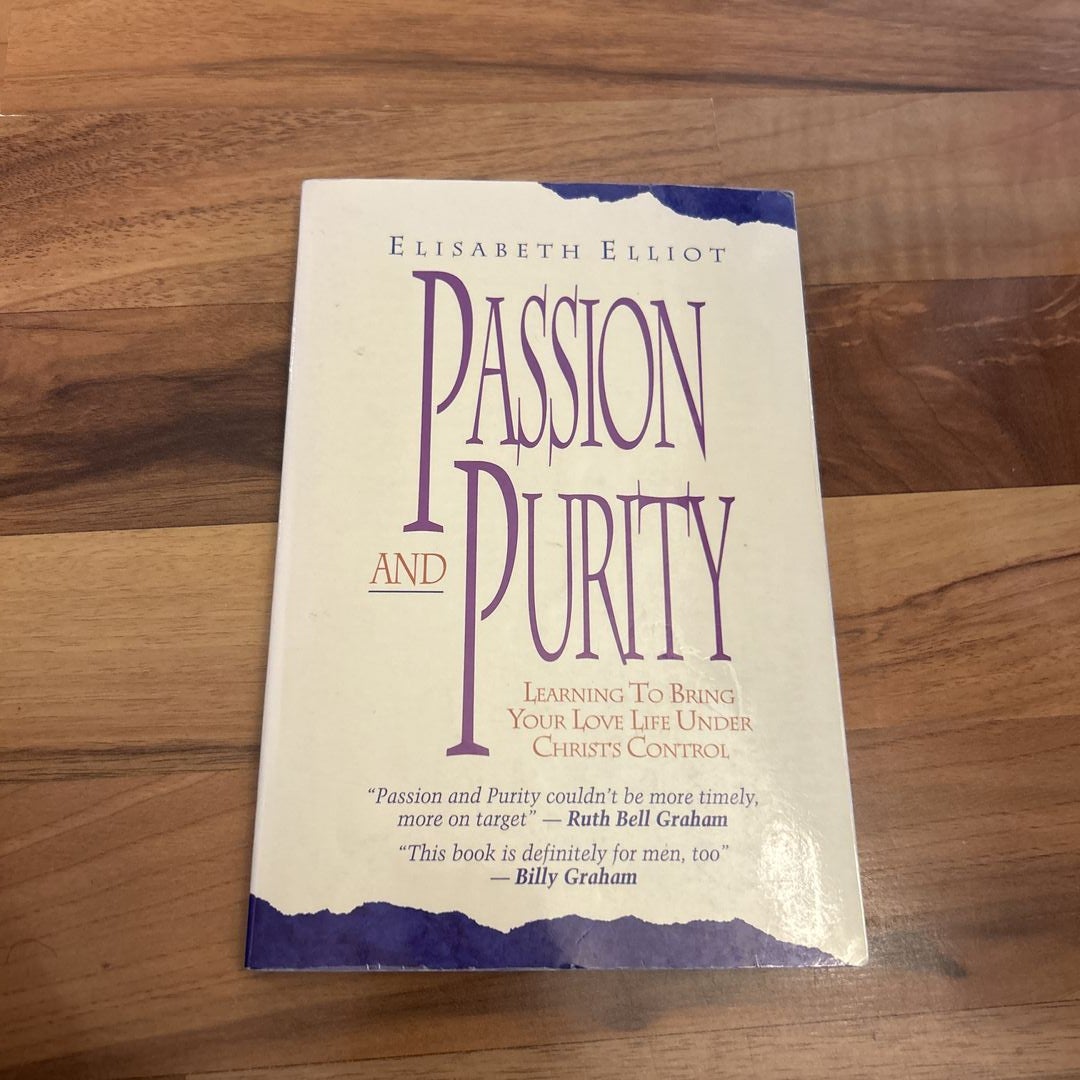 ELISABETH ELLIOT
PASSION
AND
PURITY
LEARNING TO BRING
YOUR LOVE LIFE UNDER
CHRIST'S CONTROL
“Passion and Purity couldn’t be more timely,
more on target” — Ruth Bell Graham
“This book is definitely for men, too”
— Billy Graham